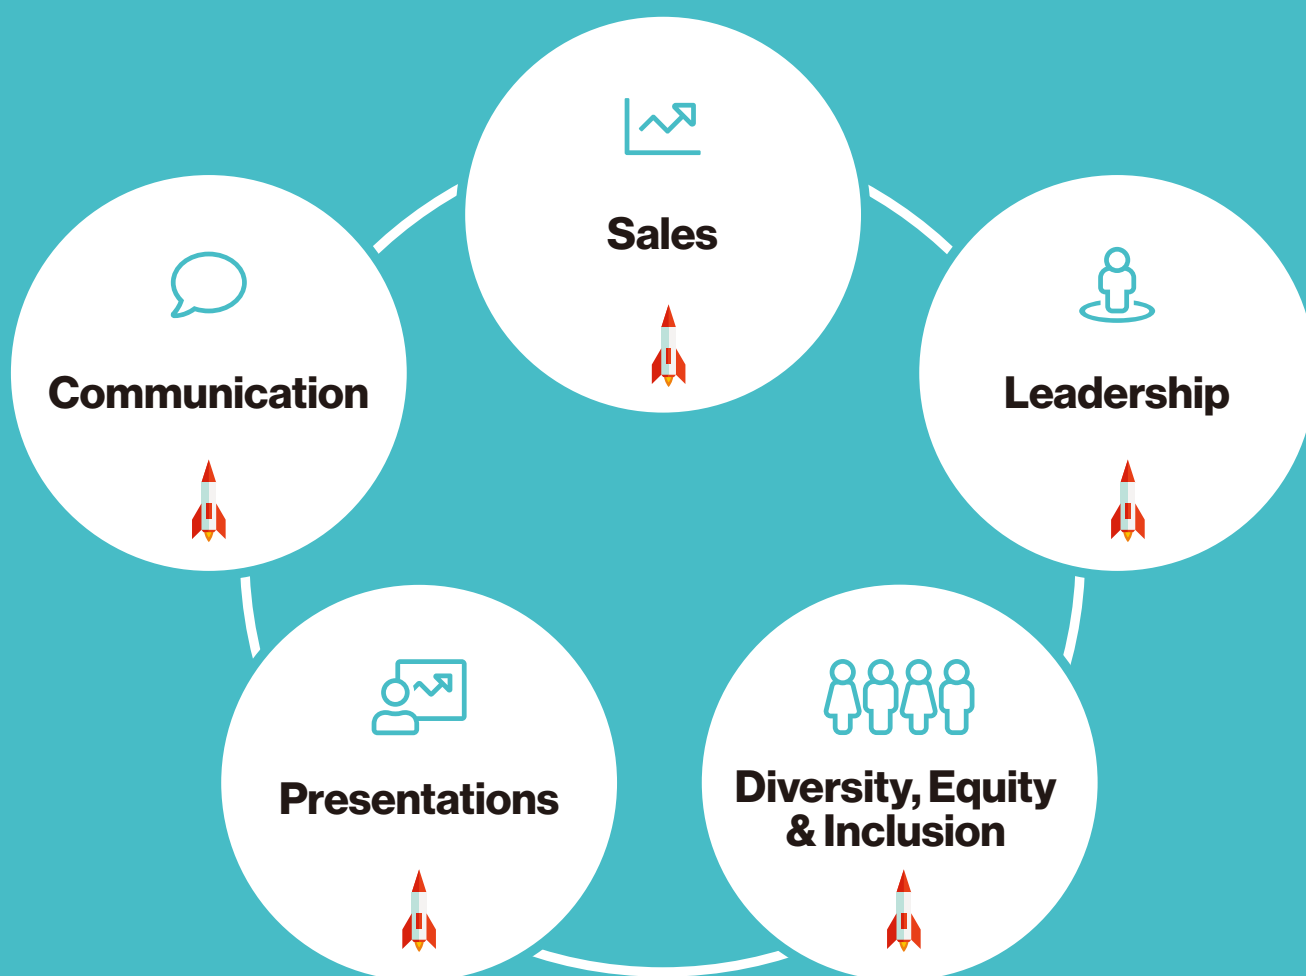 Sales
Communication
Leadership
Presentations
Diversity, Equity
& Inclusion